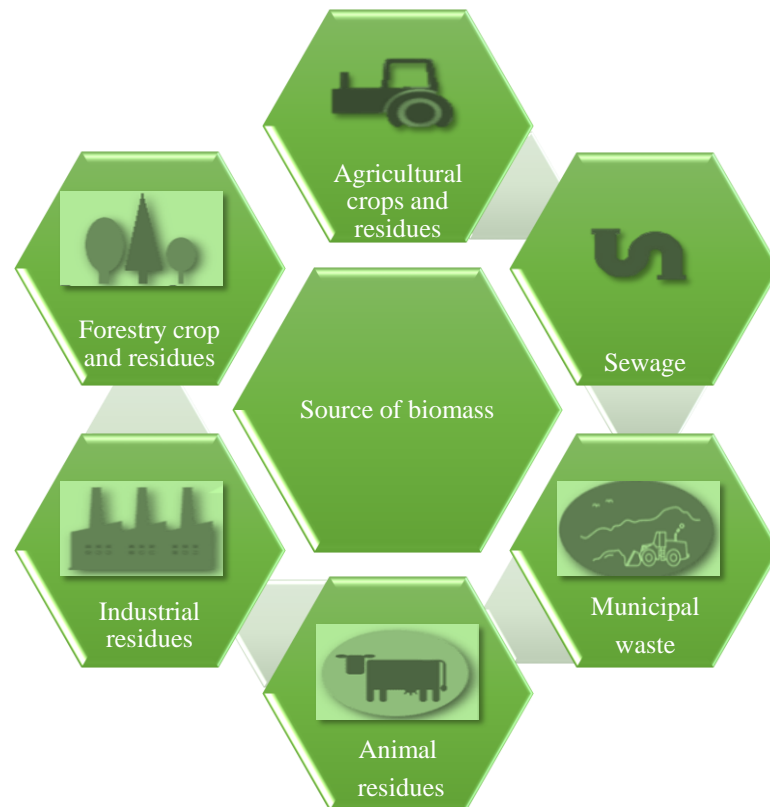 Agricultural
crops and
residues
Forestry crop
and residues
Sewage
Source of biomass
Industrial
residues
Municipal
waste
Animal
residues